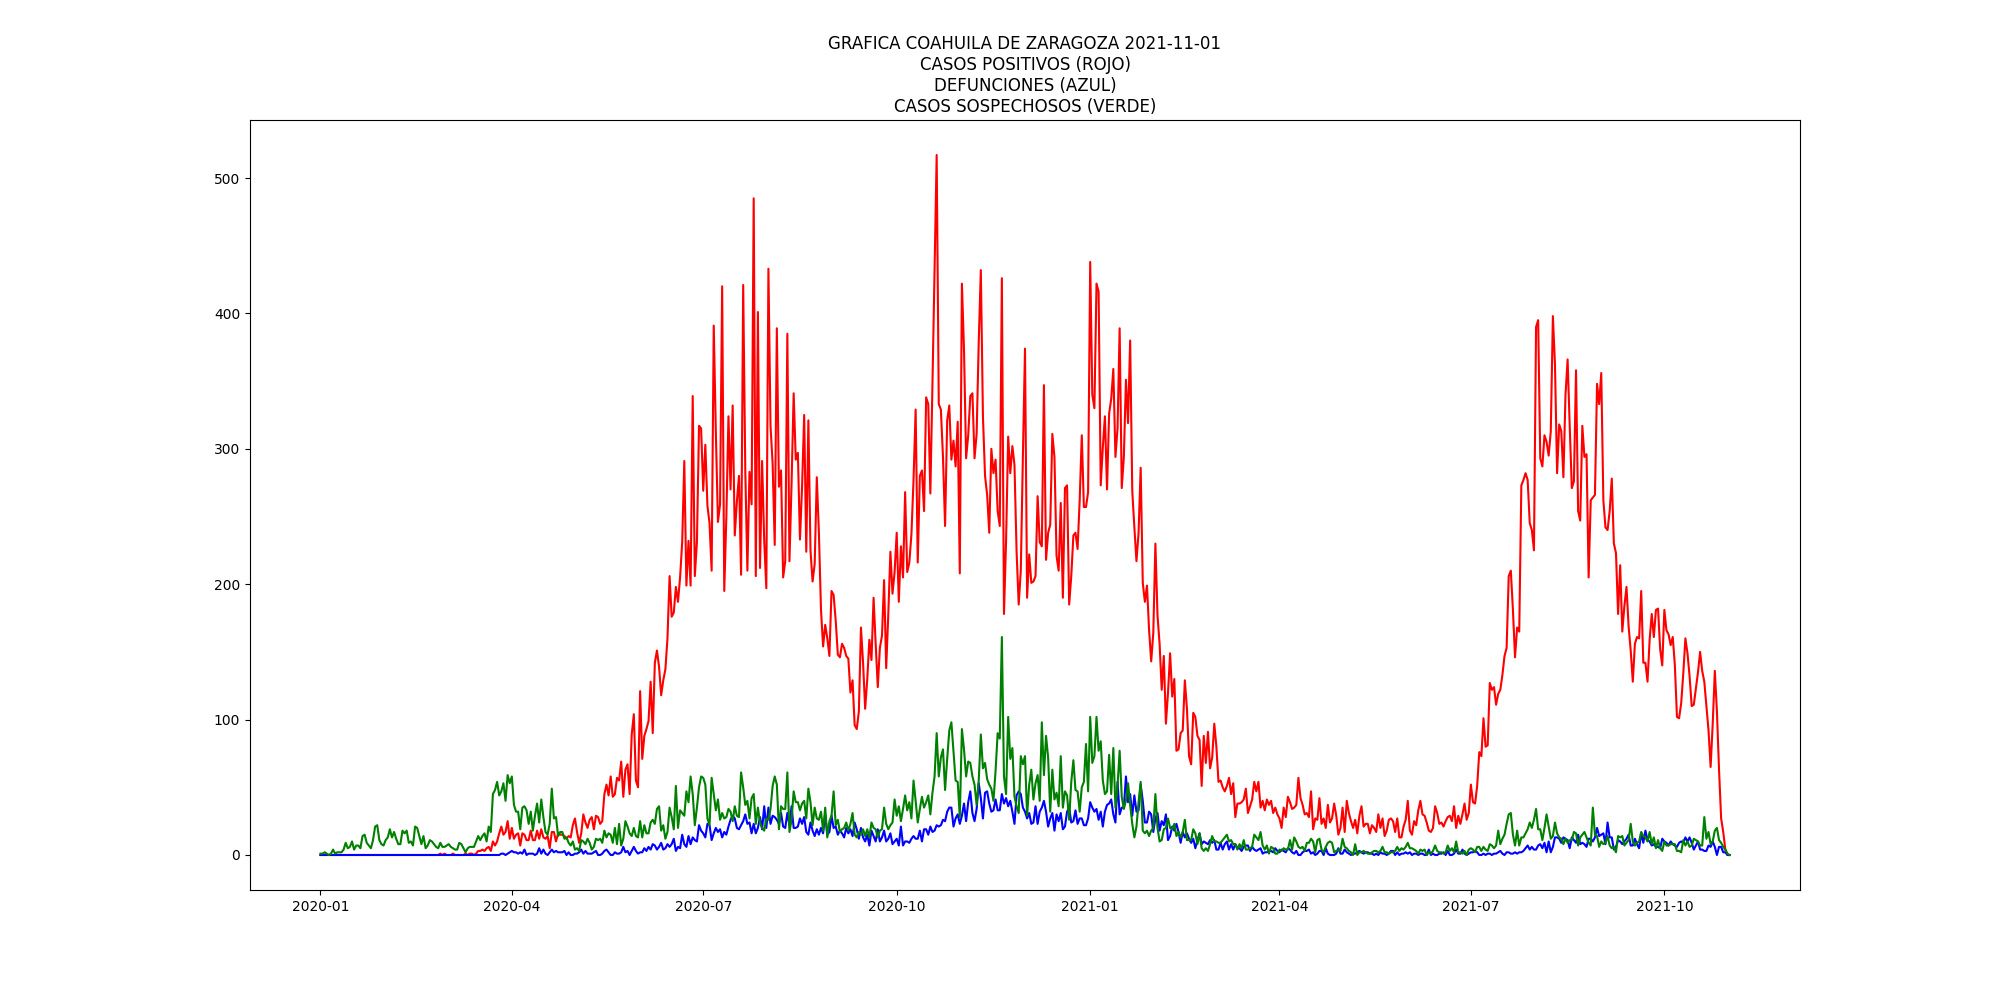 GRAFICA COAHUILA DE ZARAGOZA 2021-11-01
CASOS POSITIVOS (ROJO)
DEFUNCIONES (AZUL)
CASOS SOSPECHOSOS (VERDE)
500
400
300
200
100
0
2020-01 2020-04 2020-07 2020-10 2021-01 2021-04 2021-07 2021-10